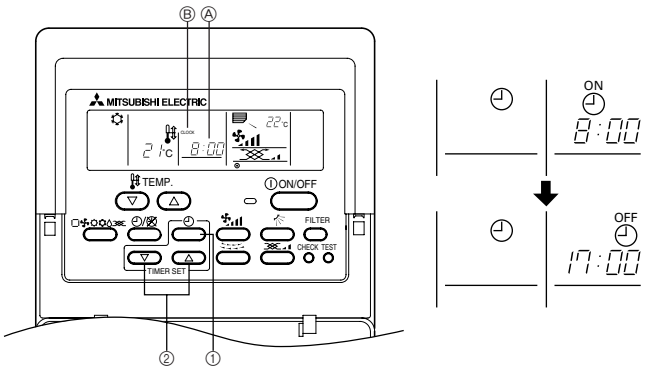 Ⓑ Ⓐ
MITSUBISHI ELECTRIC
CLOCK
22°C
21°C 8:00
TEMP.
ON/OFF
FILTER
CHECK TEST
TIMER SET
② ①
ON
8:00
OFF
17:00